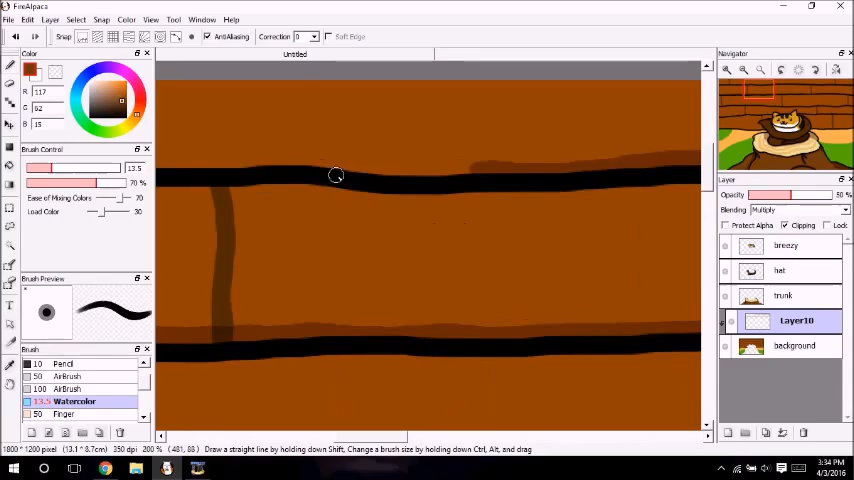 FireAlpaca
File Edit Layer Select Snap Color View Tool Window Help
Snap AntiAliasing Correction 0 Soft Edge
Color Untitled Navigator
R 117
G 62
B 15
Brush Control
13.5
70 %
Ease of Mixing Colors 70
Load Color 30
Layer
Opacity 50 %
Blending Multiply
Protect Alpha Clipping Lock
breezy
hat
trunk
Layer10
background
Brush Preview
Brush
10 Pencil
50 AirBrush
100 AirBrush
13.5 Watercolor
50 Finger
1800 * 1200 pixel (13.1 * 8.7cm) 350 dpi 200 % ( 481, 88 ) Draw a straight line by holding down Shift, Change a brush size by holding down Ctrl, Alt, and drag
3:34 PM
4/3/2016